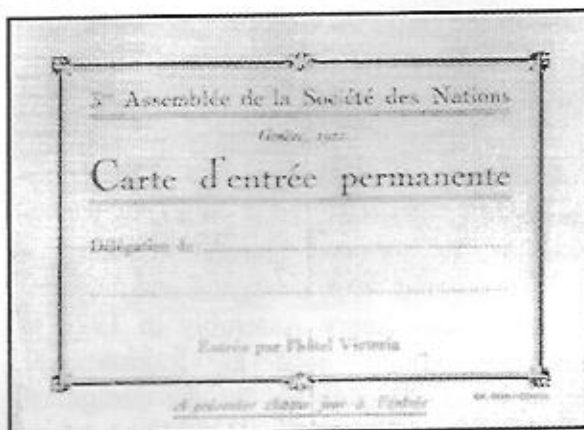 3me Assemblée de la Société des Nations
Genève, 1922
Carte d'entrée permanente
Délégation de
Entrée par l'hôtel Victoria
A présenter chaque jour à l'entrée